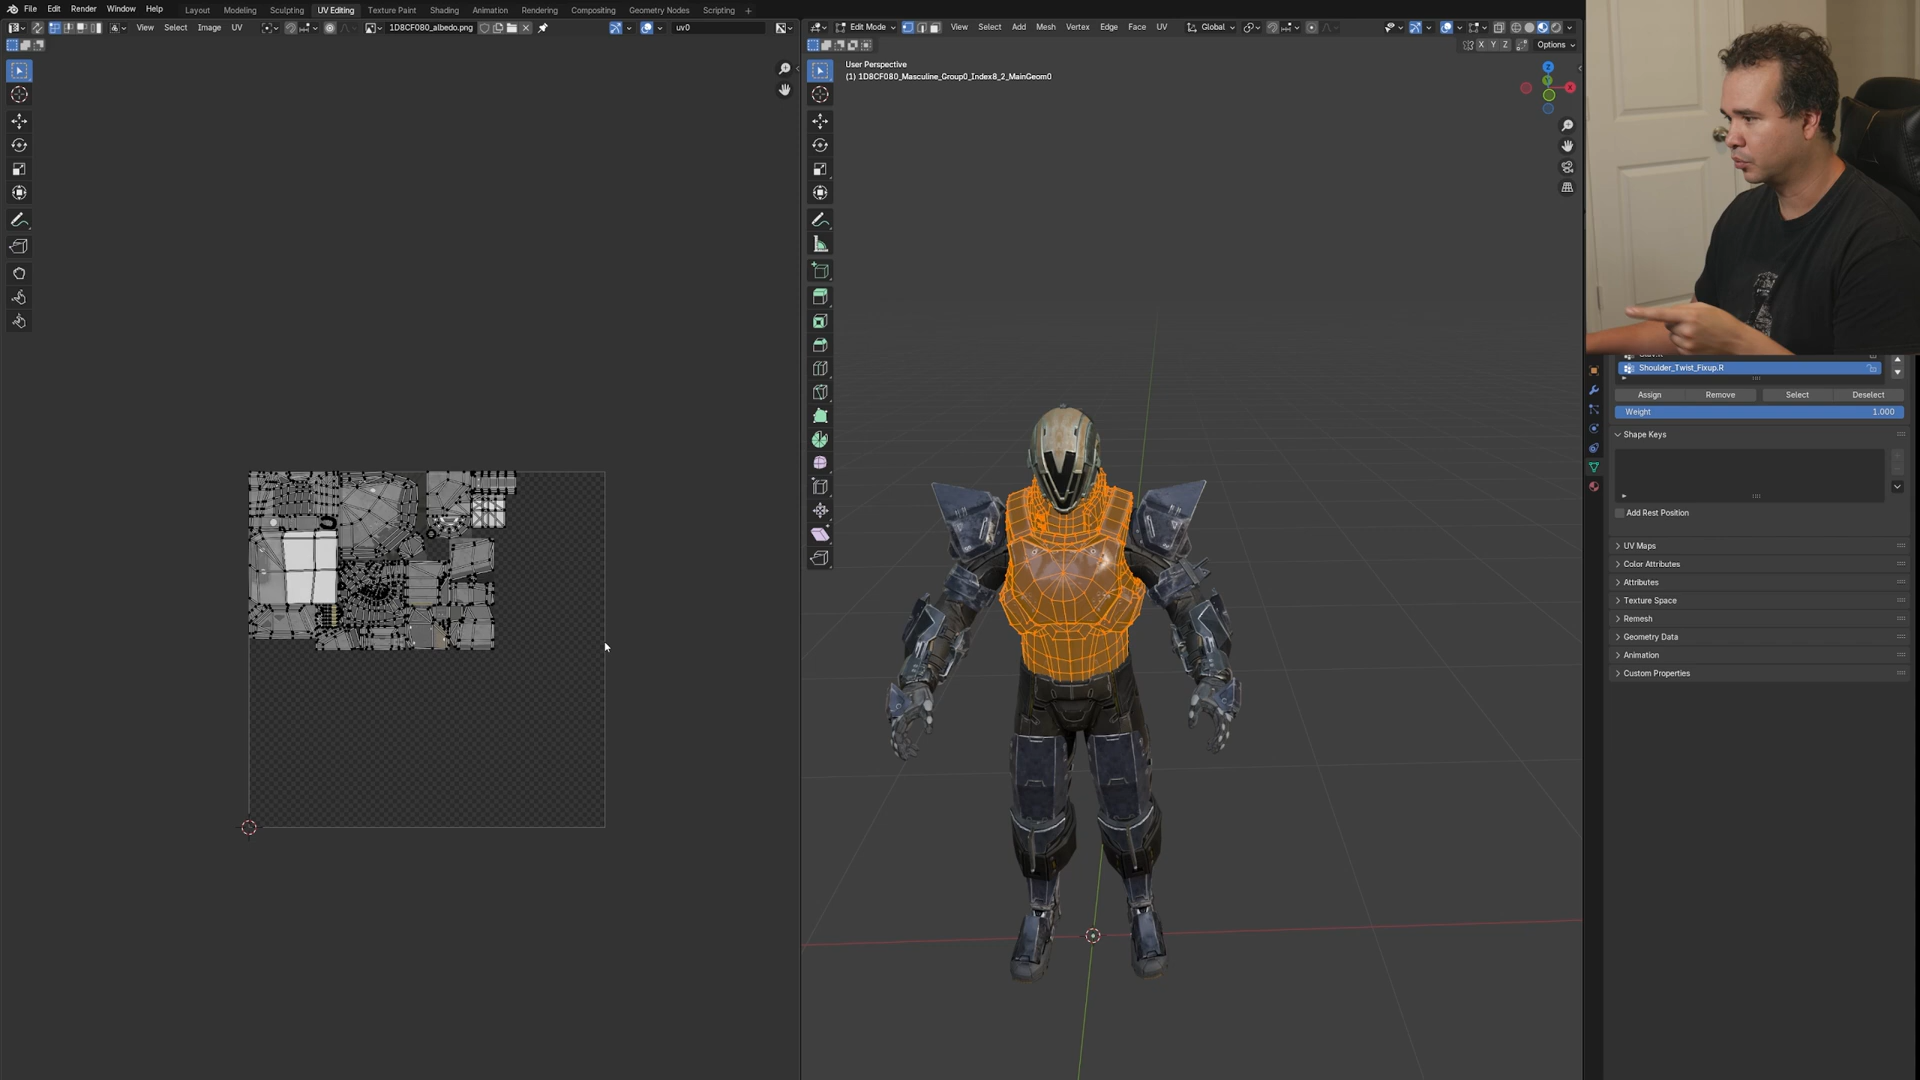 File Edit Render Window Help Layout Modeling Sculpting UV Editing Texture Paint Shading Animation Rendering Compositing Geometry Nodes Scripting +
View Select Image UV 1D8CF080_albedo.png uv0
Edit Mode View Select Add Mesh Vertex Edge Face UV Global
X Y Z Options
User Perspective
(1) 1D8CF080_Masculine_Group0_Index8_2_MainGeom0
Z
Y
X
Shoulder_Twist_Fixup.R
Assign Remove Select Deselect
Weight 1.000
Shape Keys
Add Rest Position
UV Maps
Color Attributes
Attributes
Texture Space
Remesh
Geometry Data
Animation
Custom Properties